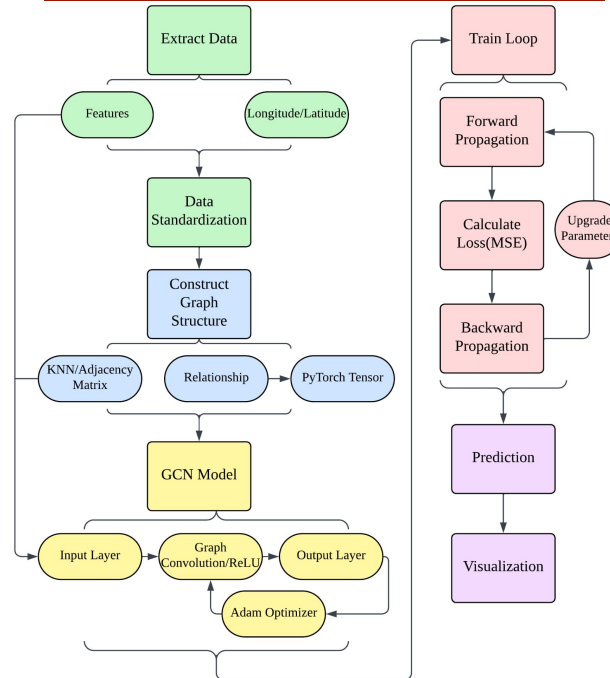 Extract Data
Features
Longitude/Latitude
Data
Standardization
Construct
Graph
Structure
KNN/Adjacency
Matrix
Relationship
PyTorch Tensor
GCN Model
Input Layer
Graph
Convolution/ReLU
Output Layer
Adam Optimizer
Train Loop
Forward
Propagation
Calculate
Loss(MSE)
Upgrade
Parameter
Backward
Propagation
Prediction
Visualization